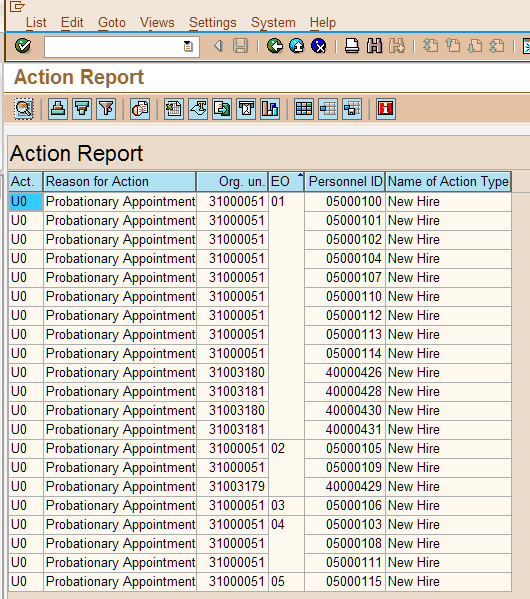 List Edit Goto Views Settings System Help
Action Report
Action Report
Act. Reason for Action Org. un. EO Personnel ID Name of Action Type
U0 Probationary Appointment 31000051 01 05000100 New Hire
U0 Probationary Appointment 31000051 05000101 New Hire
U0 Probationary Appointment 31000051 05000102 New Hire
U0 Probationary Appointment 31000051 05000104 New Hire
U0 Probationary Appointment 31000051 05000107 New Hire
U0 Probationary Appointment 31000051 05000110 New Hire
U0 Probationary Appointment 31000051 05000112 New Hire
U0 Probationary Appointment 31000051 05000113 New Hire
U0 Probationary Appointment 31000051 05000114 New Hire
U0 Probationary Appointment 31003180 40000426 New Hire
U0 Probationary Appointment 31003181 40000428 New Hire
U0 Probationary Appointment 31003180 40000430 New Hire
U0 Probationary Appointment 31003181 40000431 New Hire
U0 Probationary Appointment 31000051 02 05000105 New Hire
U0 Probationary Appointment 31000051 05000109 New Hire
U0 Probationary Appointment 31003179 40000429 New Hire
U0 Probationary Appointment 31000051 03 05000106 New Hire
U0 Probationary Appointment 31000051 04 05000103 New Hire
U0 Probationary Appointment 31000051 05000108 New Hire
U0 Probationary Appointment 31000051 05000111 New Hire
U0 Probationary Appointment 31000051 05 05000115 New Hire